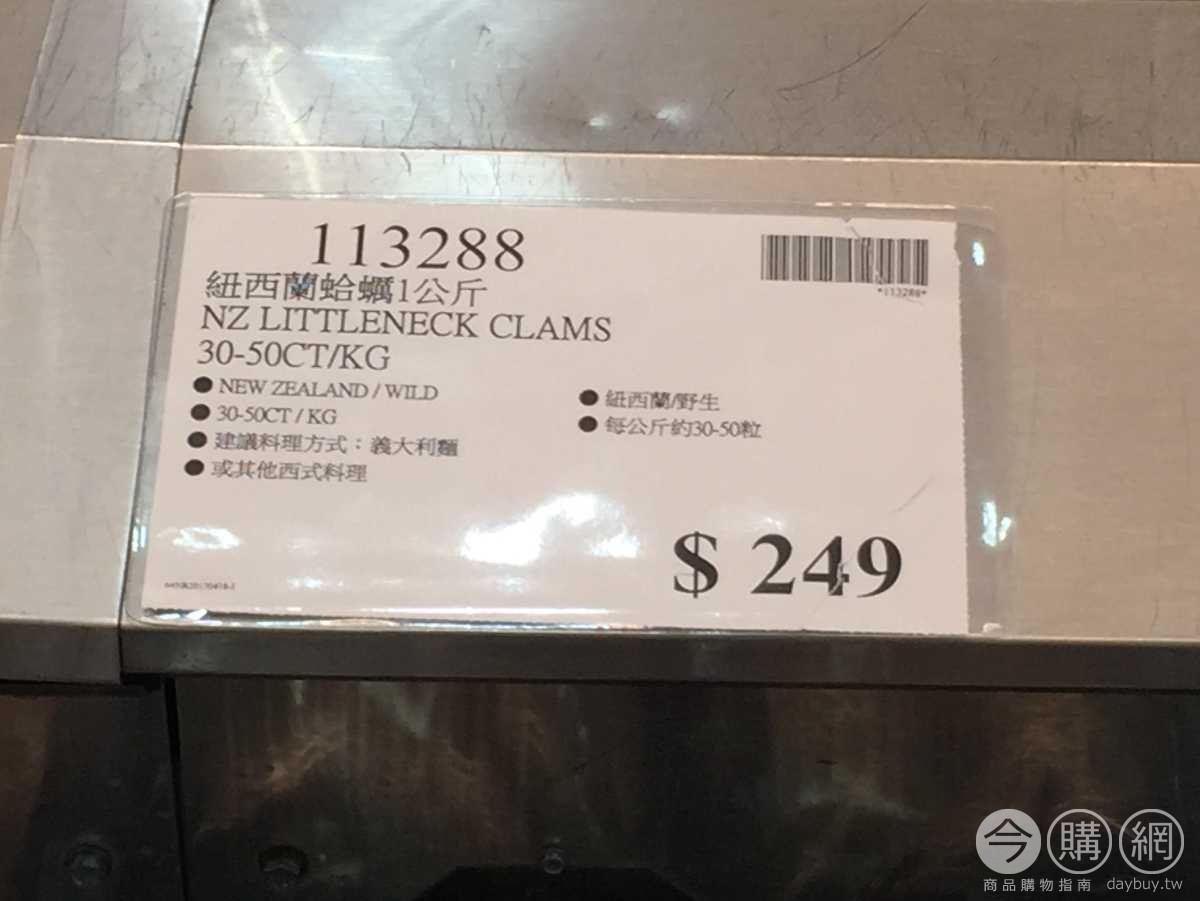 113288
*113288*
紐西蘭蛤蠣1公斤
NZ LITTLENECK CLAMS
30-50CT/KG
● NEW ZEALAND / WILD
● 30-50CT / KG
● 建議料理方式：義大利麵
● 或其他西式料理
● 紐西蘭/野生
● 每公斤約30-50粒
$ 249
今購網
商品購物指南 daybuy.tw